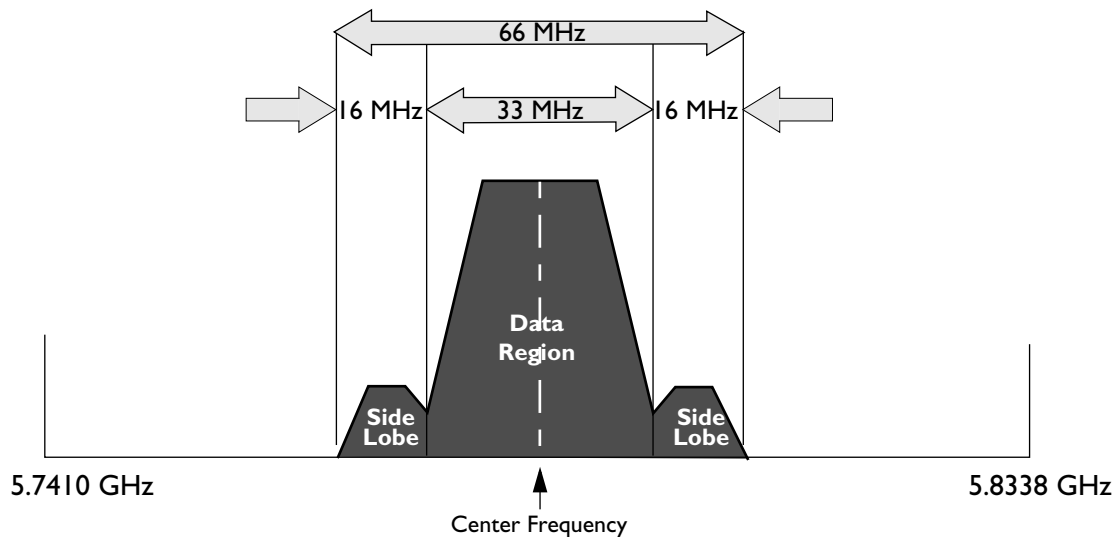 66 MHz
16 MHz
33 MHz
16 MHz
Data
Region
Side
Lobe
Side
Lobe
5.7410 GHz
5.8338 GHz
Center Frequency